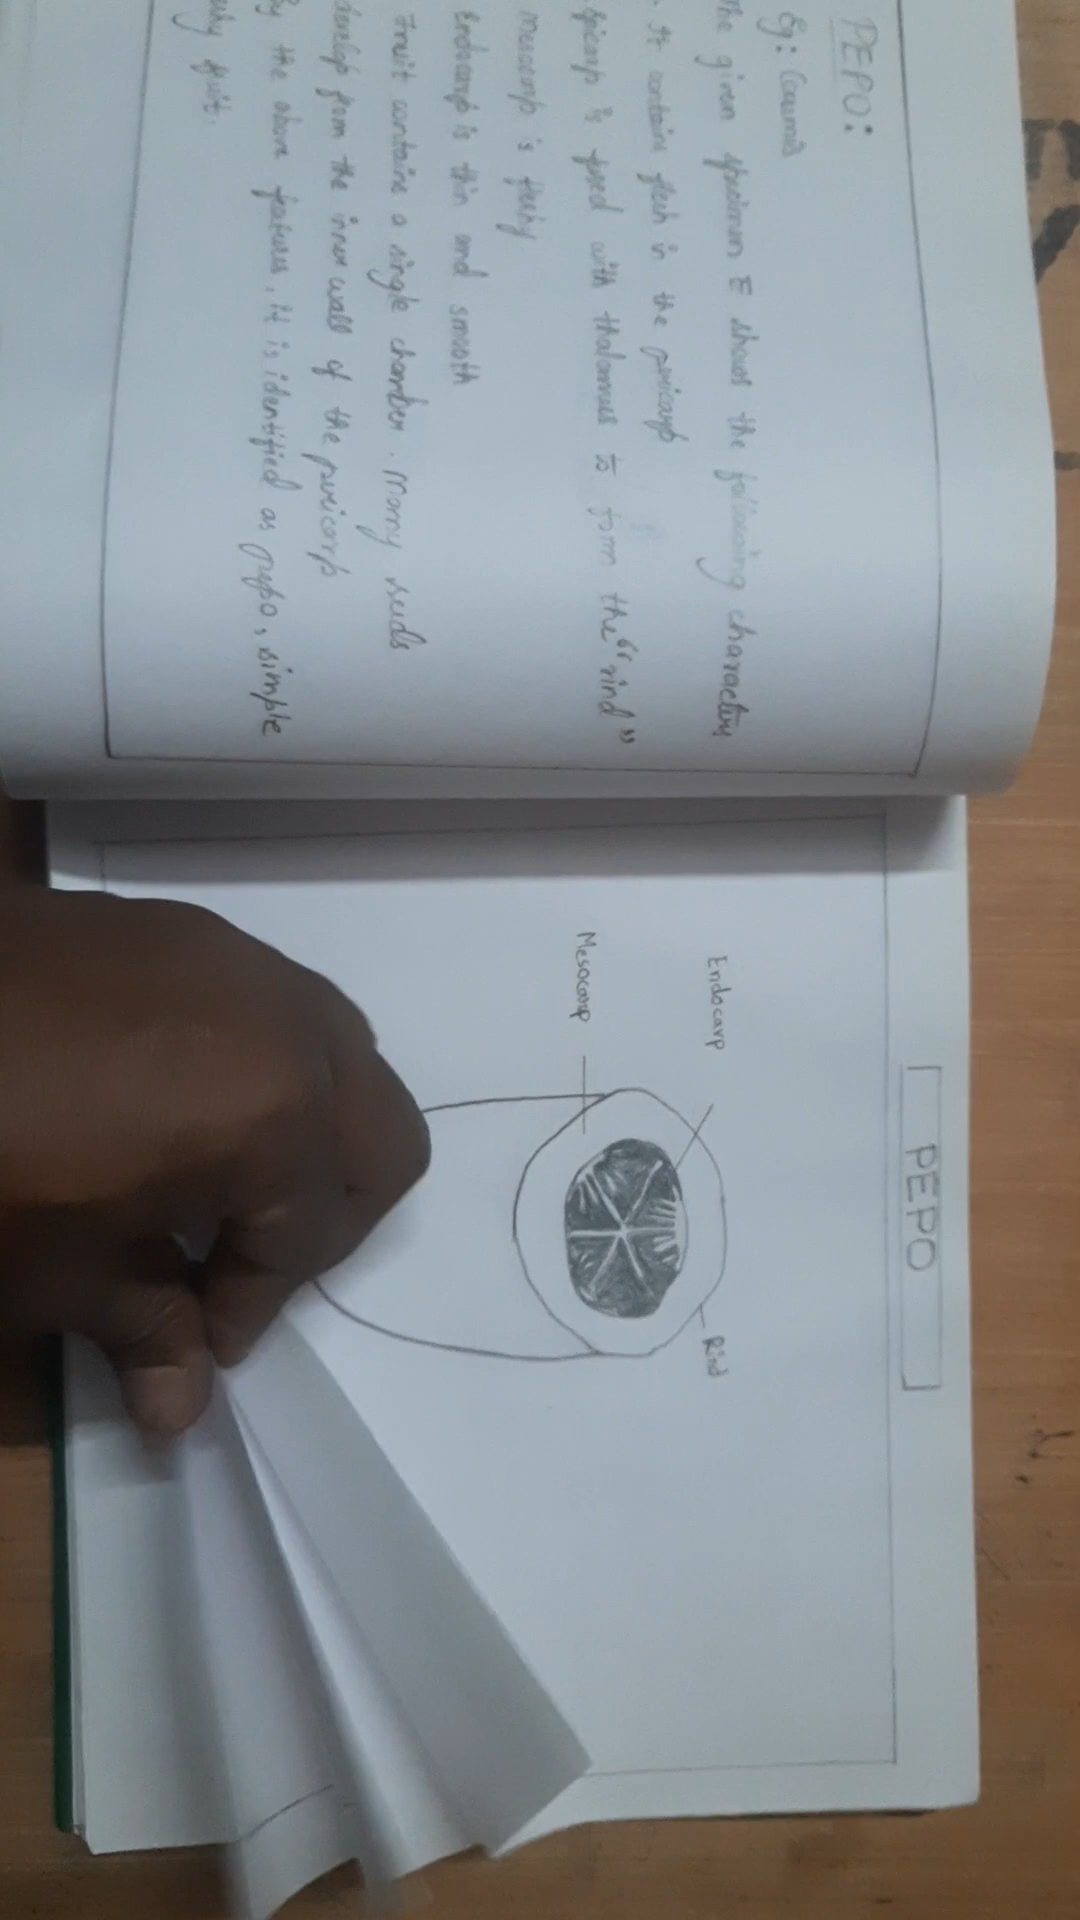 PEPO:
Eg: Cucumis
The given specimen E shows the following characters
. It contains flesh in the pericarp
. Epicarp is fused with thalamus to form the "rind"
mesocarp is fleshy
Endocarp is thin and smooth
Fruit contains a single chamber. Many seeds
develop from the inner wall of the pericarp
By the above features, it is identified as pepo, simple
fruit.
PEPO
Endocarp
Mesocarp
Rind